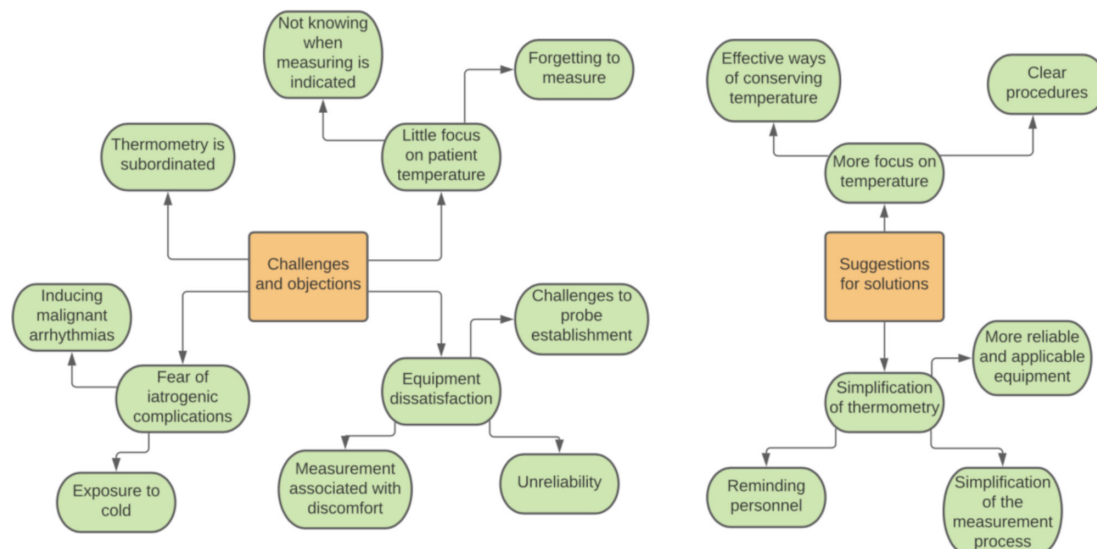 Not knowing
when
measuring is
indicated
Forgetting to
measure
Thermometry is
subordinated
Little focus
on patient
temperature
Challenges
and objections
Inducing
malignant
arrhythmias
Challenges to
probe
establishment
Fear of
iatrogenic
complications
Equipment
dissatisfaction
Exposure to
cold
Measurement
associated with
discomfort
Unreliability
Effective ways
of conserving
temperature
Clear
procedures
More focus on
temperature
Suggestions
for solutions
More reliable
and applicable
equipment
Simplification
of thermometry
Reminding
personnel
Simplification
of the
measurement
process